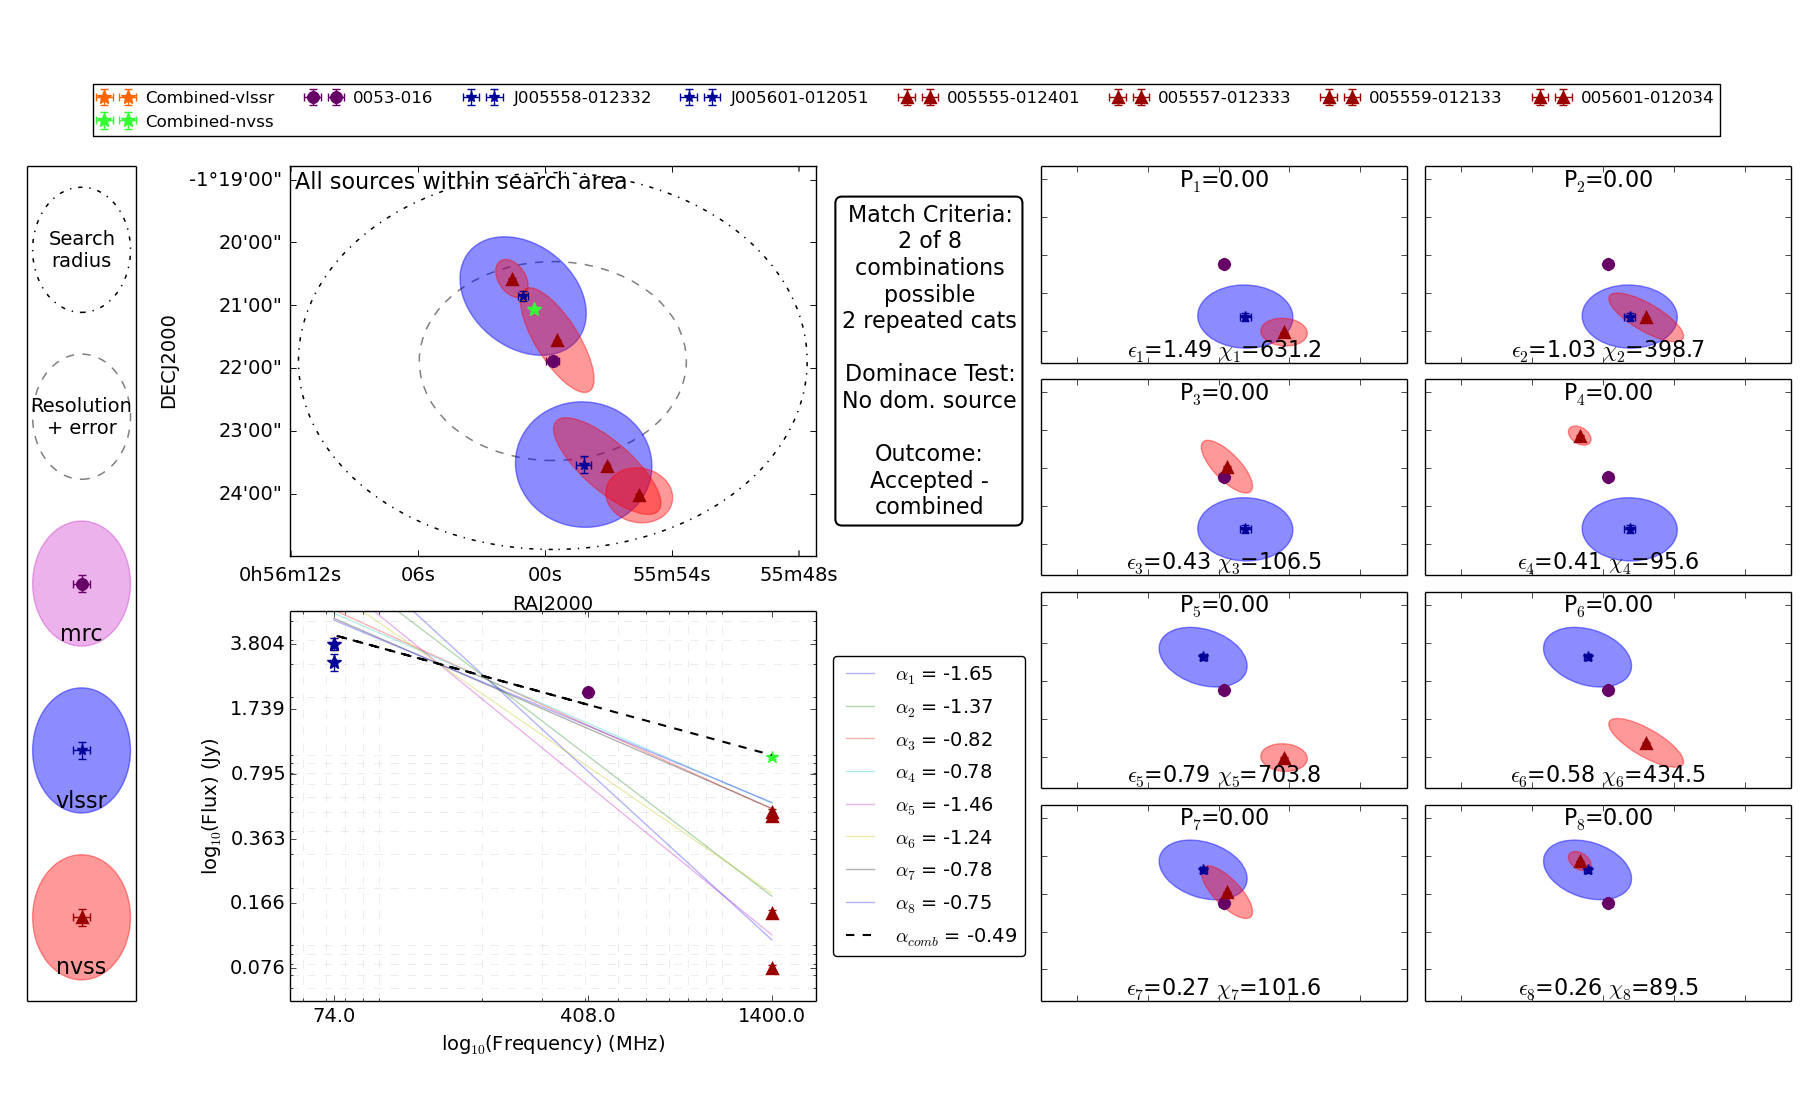 Combined-vlssr 0053-016 J005558-012332 J005601-012051 005555-012401 005557-012333 005559-012133 005601-012034
Combined-nvss
Search
radius
Resolution
+ error
mrc
vlssr
nvss
All sources within search area
-1°19'00"
20'00"
21'00"
22'00"
23'00"
24'00"
DECJ2000
0h56m12s 06s 00s 55m54s 55m48s
RAJ2000
Match Criteria:
2 of 8
combinations
possible
2 repeated cats
Dominace Test:
No dom. source
Outcome:
Accepted -
combined
3.804
1.739
0.795
0.363
0.166
0.076
log₁₀(Flux) (Jy)
74.0 408.0 1400.0
log₁₀(Frequency) (MHz)
α₁ = -1.65
α₂ = -1.37
α₃ = -0.82
α₄ = -0.78
α₅ = -1.46
α₆ = -1.24
α₇ = -0.78
α₈ = -0.75
α_comb = -0.49
P₁=0.00
ϵ₁=1.49 χ₁=631.2
P₂=0.00
ϵ₂=1.03 χ₂=398.7
P₃=0.00
ϵ₃=0.43 χ₃=106.5
P₄=0.00
ϵ₄=0.41 χ₄=95.6
P₅=0.00
ϵ₅=0.79 χ₅=703.8
P₆=0.00
ϵ₆=0.58 χ₆=434.5
P₇=0.00
ϵ₇=0.27 χ₇=101.6
P₈=0.00
ϵ₈=0.26 χ₈=89.5